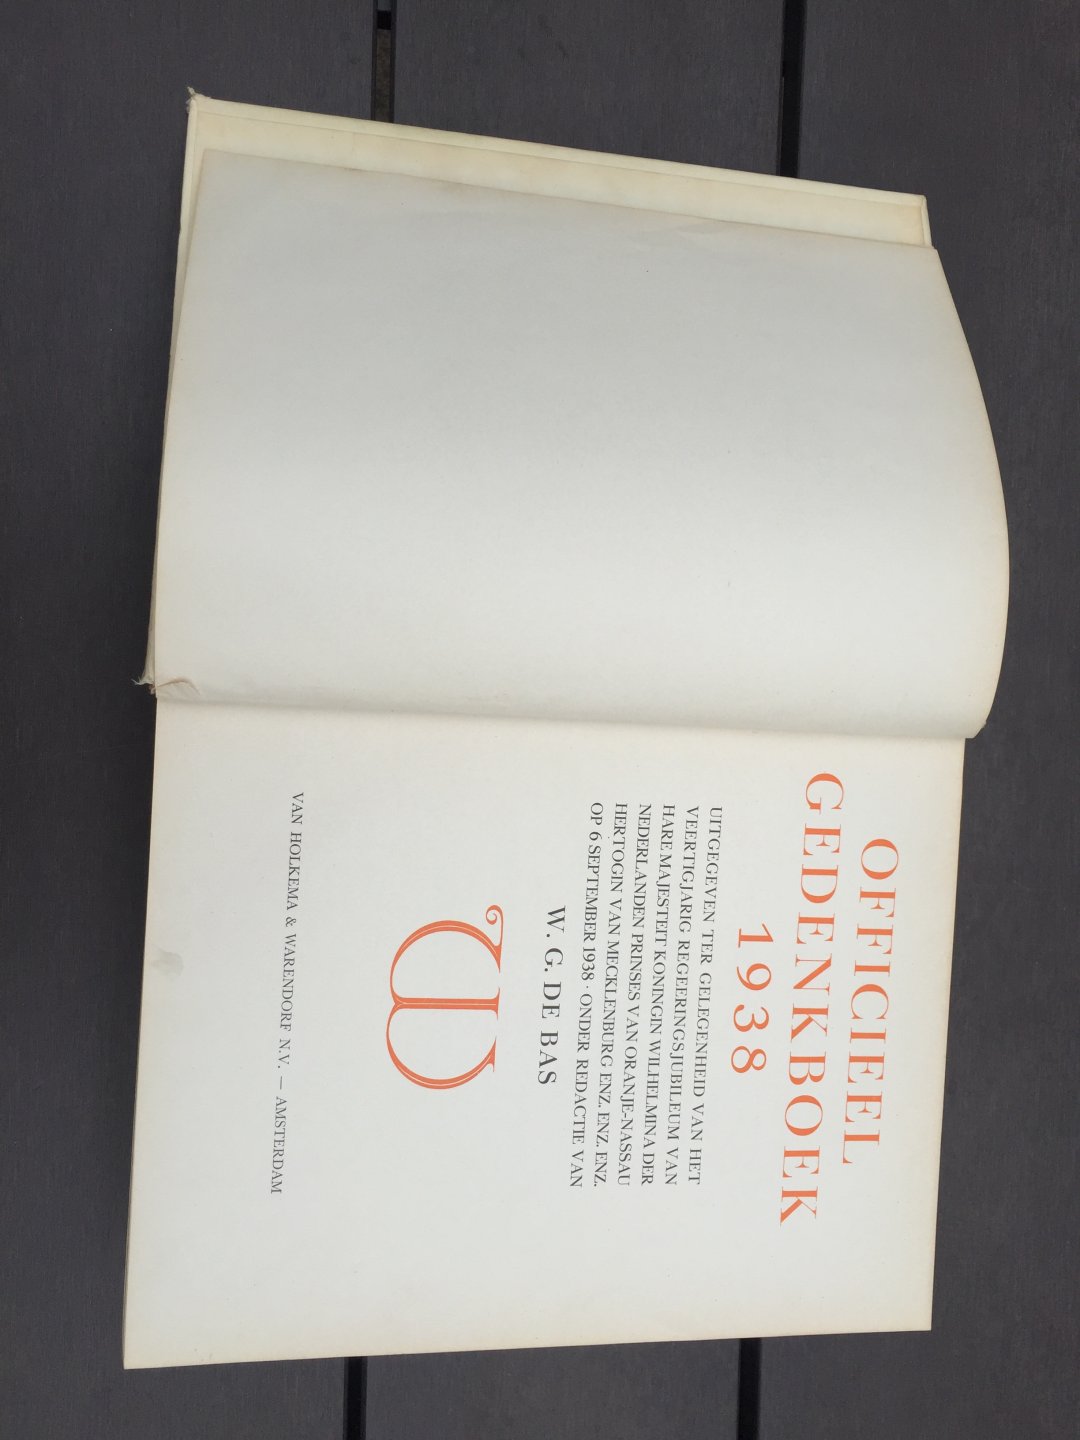 OFFICIEEL
GEDENKBOEK
1938
UITGEGEVEN TER GELEGENHEID VAN HET
VEERTIGJARIG REGEERINGSJUBILEUM VAN
HARE MAJESTEIT KONINGIN WILHELMINA DER
NEDERLANDEN PRINSES VAN ORANJE-NASSAU
HERTOGIN VAN MECKLENBURG ENZ. ENZ. ENZ.
OP 6 SEPTEMBER 1938 · ONDER REDACTIE VAN
W. G. DE BAS
W
VAN HOLKEMA & WARENDORF N.V. — AMSTERDAM